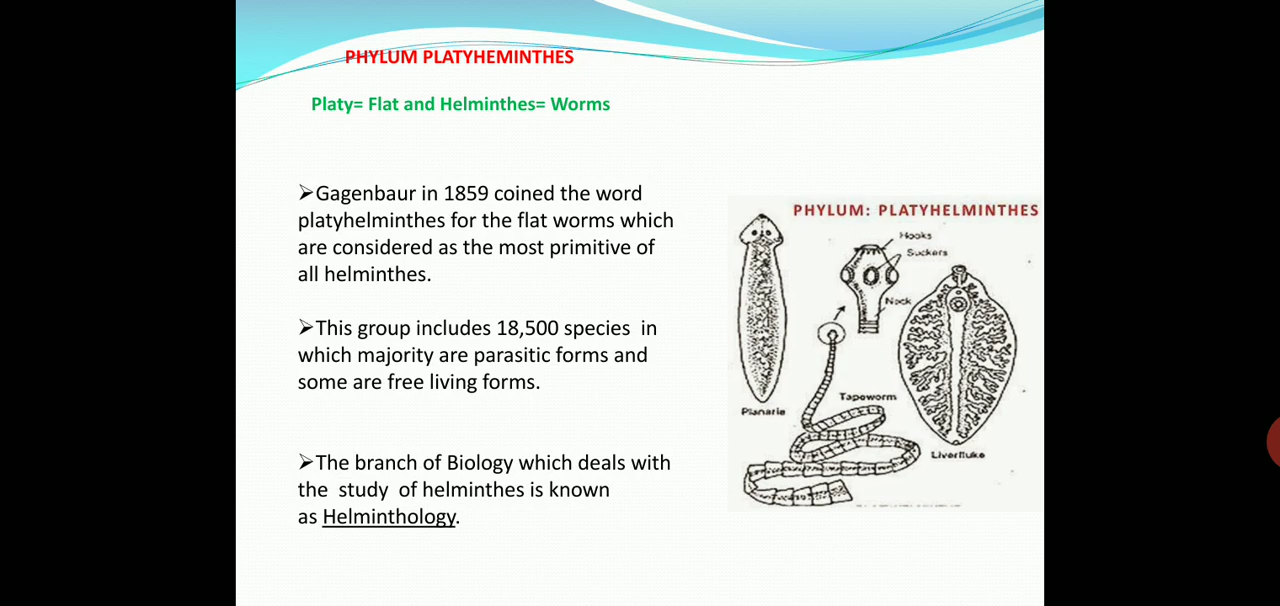 PHYLUM PLATYHEMINTHES
Platy= Flat and Helminthes= Worms
➢Gagenbaur in 1859 coined the word
platyhelminthes for the flat worms which
are considered as the most primitive of
all helminthes.
➢This group includes 18,500 species in
which majority are parasitic forms and
some are free living forms.
➢The branch of Biology which deals with
the study of helminthes is known
as Helminthology.
PHYLUM: PLATYHELMINTHES
Hooks
Suckers
Neck
Tapeworm
Planarie
Liverfluke